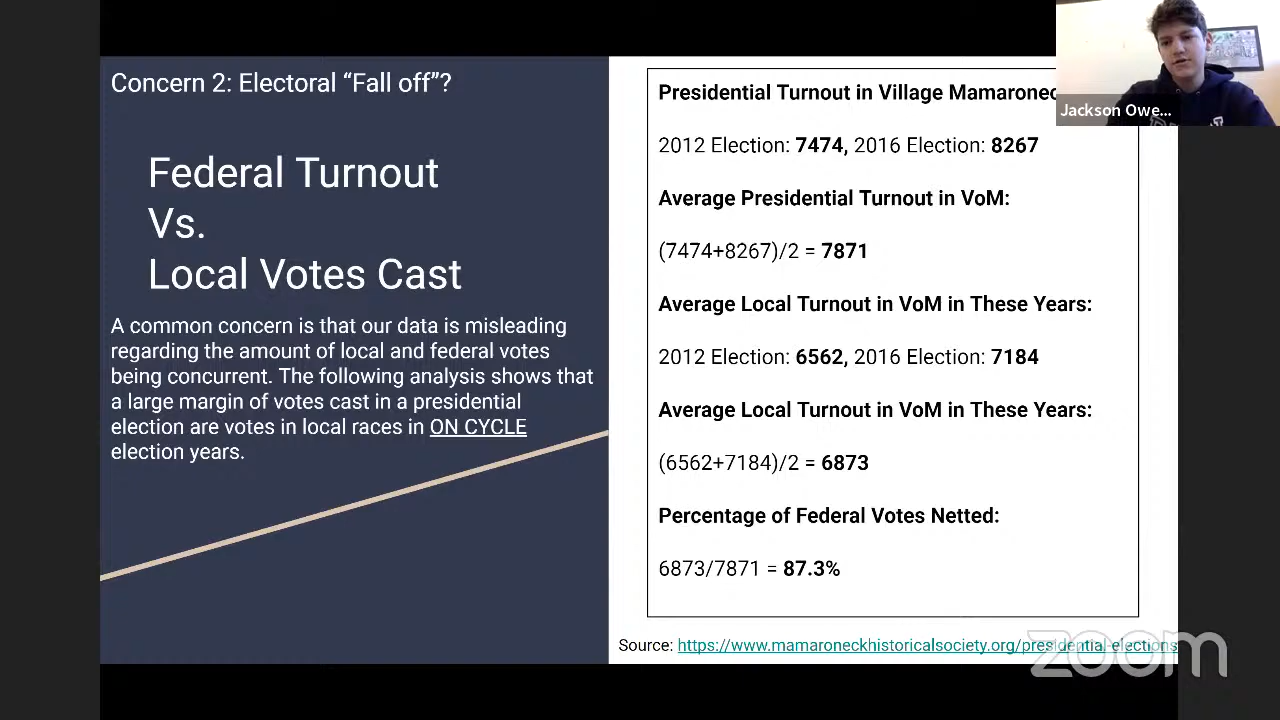 Concern 2: Electoral “Fall off”?
Federal Turnout
Vs.
Local Votes Cast
A common concern is that our data is misleading
regarding the amount of local and federal votes
being concurrent. The following analysis shows that
a large margin of votes cast in a presidential
election are votes in local races in ON CYCLE
election years.
Presidential Turnout in Village Mamaronec
2012 Election: 7474, 2016 Election: 8267
Average Presidential Turnout in VoM:
(7474+8267)/2 = 7871
Average Local Turnout in VoM in These Years:
2012 Election: 6562, 2016 Election: 7184
Average Local Turnout in VoM in These Years:
(6562+7184)/2 = 6873
Percentage of Federal Votes Netted:
6873/7871 = 87.3%
Source: https://www.mamaroneckhistoricalsociety.org/presidential-elections
Jackson Owe...
zoom